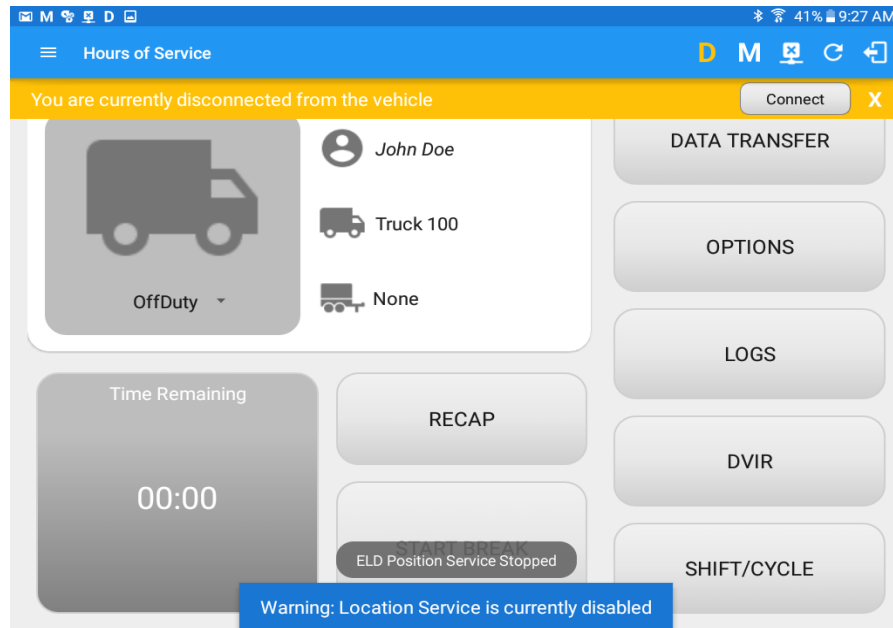 M D 41% 9:27 AM
Hours of Service D M
You are currently disconnected from the vehicle Connect X
John Doe
Truck 100
None
OffDuty
DATA TRANSFER
OPTIONS
LOGS
DVIR
SHIFT/CYCLE
Time Remaining
00:00
RECAP
START BREAK
ELD Position Service Stopped
Warning: Location Service is currently disabled